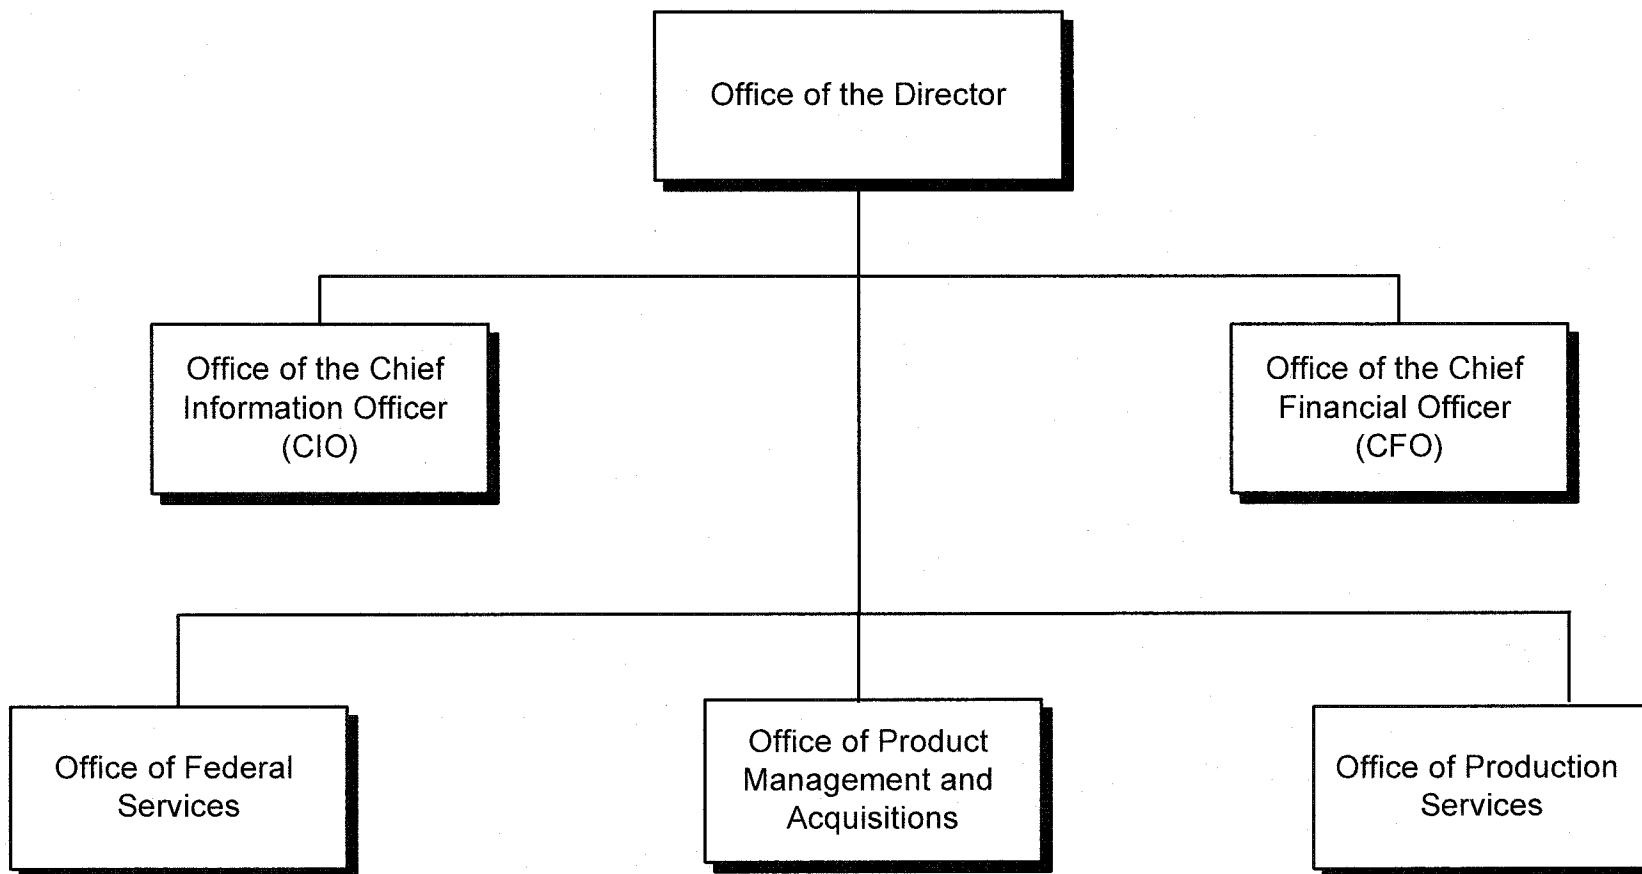 Office of the Director
Office of the Chief
Information Officer
(CIO)
Office of the Chief
Financial Officer
(CFO)
Office of Federal
Services
Office of Product
Management and
Acquisitions
Office of Production
Services